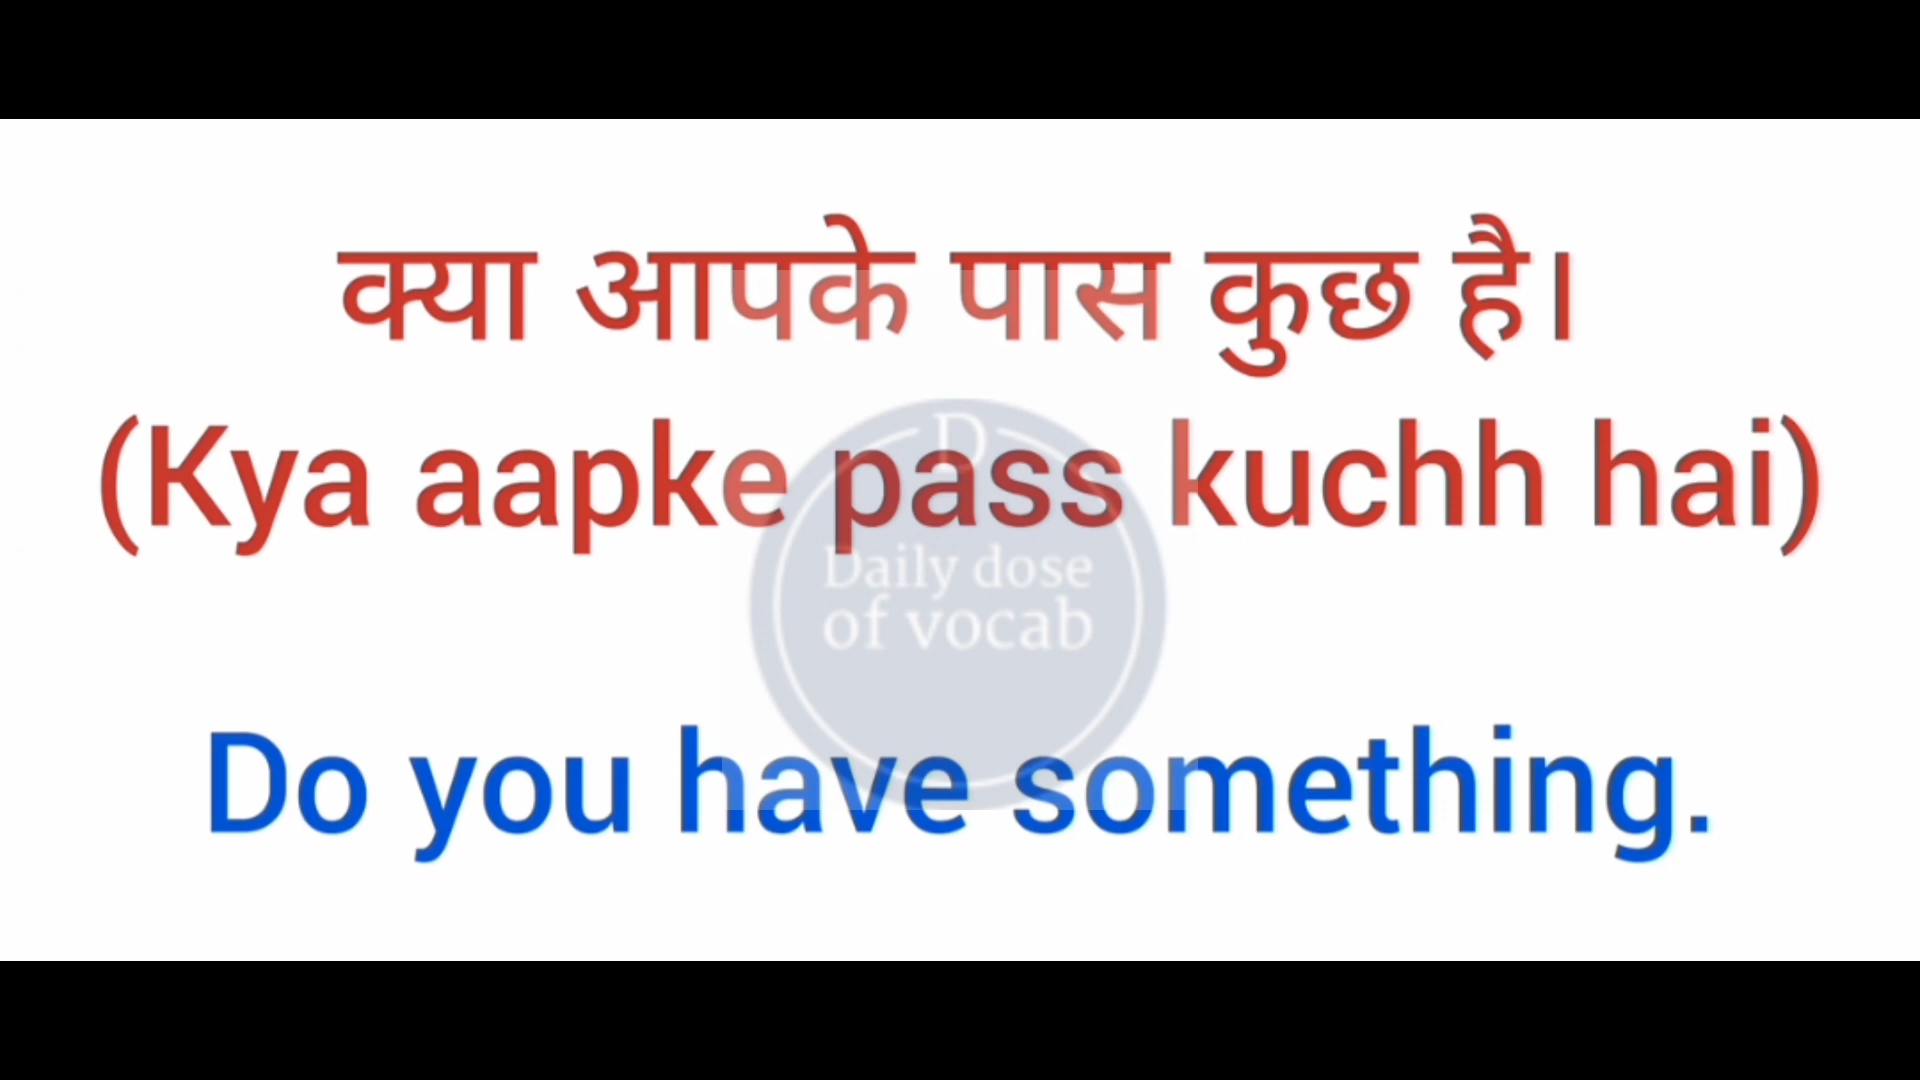 क्या आपके पास कुछ है।
(Kya aapke pass kuchh hai)
D
Daily dose
of vocab
Do you have something.